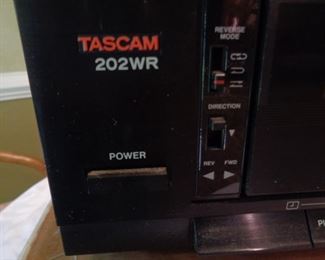 TASCAM
202WR
REVERSE
MODE
DIRECTION
POWER
REV FWD